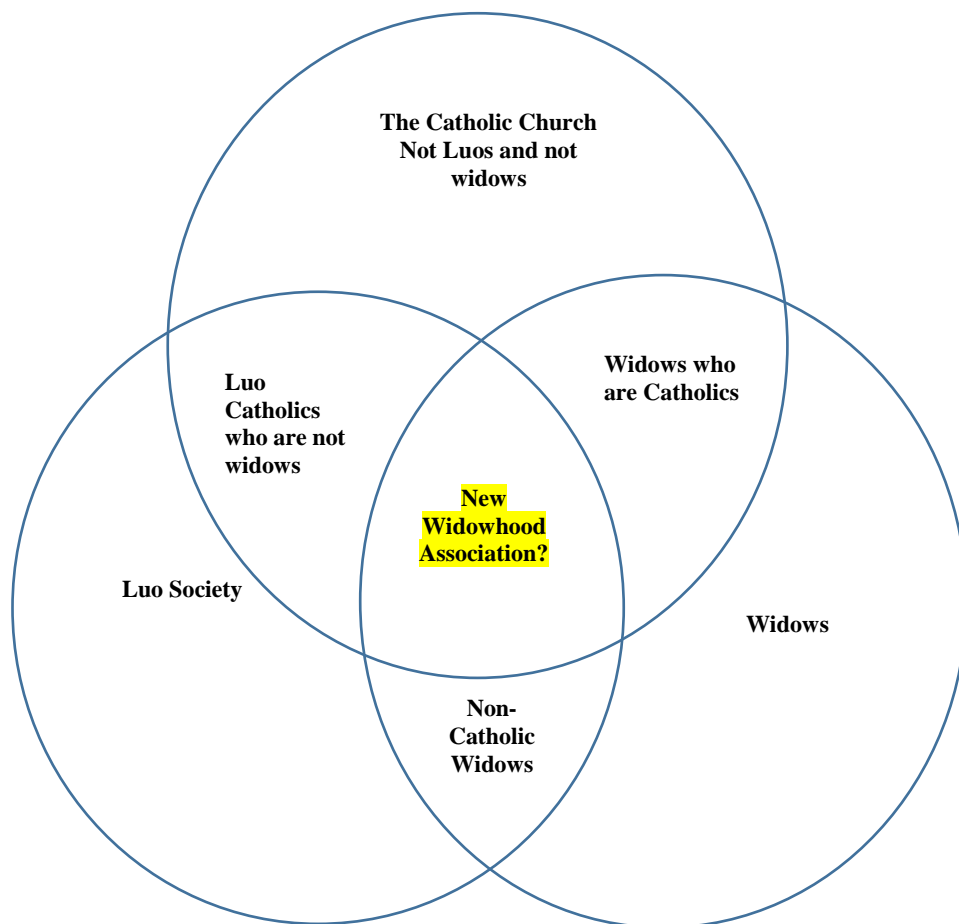 The Catholic Church
Not Luos and not
widows
Luo
Catholics
who are not
widows
Widows who
are Catholics
New
Widowhood
Association?
Luo Society
Widows
Non-
Catholic
Widows